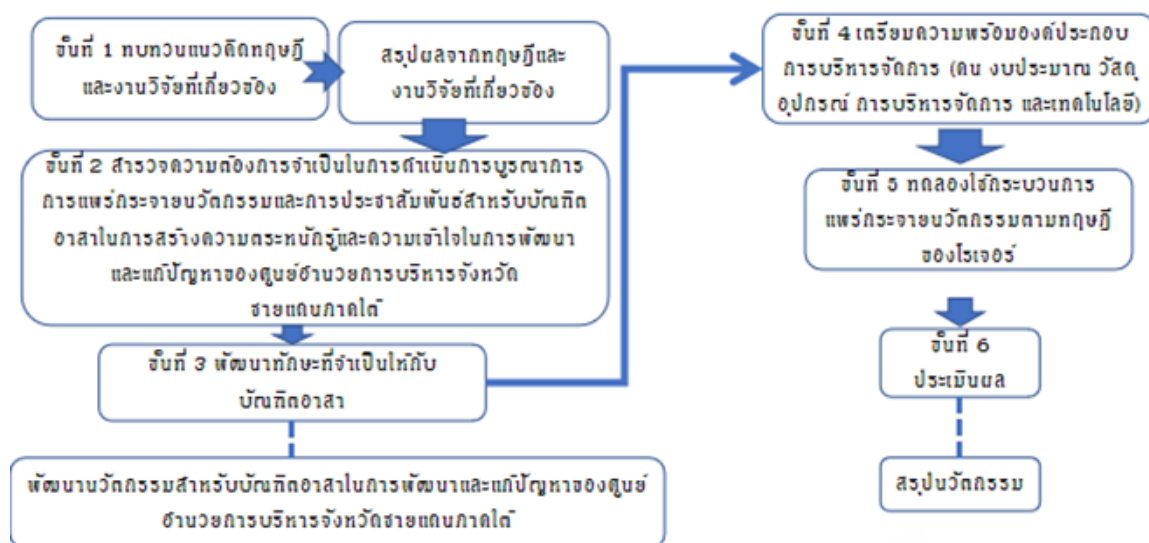 ขั้นที่ 1 ทบทวนแนวคิดทฤษฎี
และงานวิจัยที่เกี่ยวข้อง
สรุปผลจากทฤษฎีและ
งานวิจัยที่เกี่ยวข้อง
ขั้นที่ 2 สำรวจความต้องการจำเป็นในการดำเนินการบูรณาการ
การแพร่กระจายนวัตกรรมและการประชาสัมพันธ์สำหรับบัณฑิต
อาสาในการสร้างความตระหนักรู้และความเข้าใจในการพัฒนา
และแก้ปัญหาของศูนย์อำนวยการบริหารจังหวัด
ชายแดนภาคใต้
ขั้นที่ 3 พัฒนาทักษะที่จำเป็นให้กับ
บัณฑิตอาสา
พัฒนานวัตกรรมสำหรับบัณฑิตอาสาในการพัฒนาและแก้ปัญหาของศูนย์
อำนวยการบริหารจังหวัดชายแดนภาคใต้
ขั้นที่ 4 เตรียมความพร้อมองค์ประกอบ
การบริหารจัดการ (คน งบประมาณ วัสดุ
อุปกรณ์ การบริหารจัดการ และเทคโนโลยี)
ขั้นที่ 5 ทดลองใช้กระบวนการ
แพร่กระจายนวัตกรรมตามทฤษฎี
ของโรเจอร์
ขั้นที่ 6
ประเมินผล
สรุปนวัตกรรม